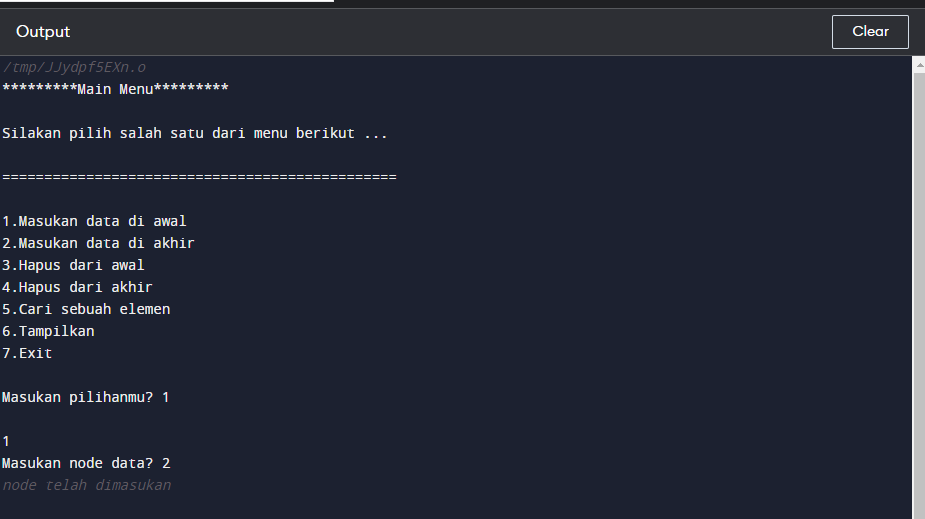 Output
Clear
/tmp/JJydpf5EXn.o
*********Main Menu*********
Silakan pilih salah satu dari menu berikut ...
===============================================
1.Masukan data di awal
2.Masukan data di akhir
3.Hapus dari awal
4.Hapus dari akhir
5.Cari sebuah elemen
6.Tampilkan
7.Exit
Masukan pilihanmu? 1
1
Masukan node data? 2
node telah dimasukan